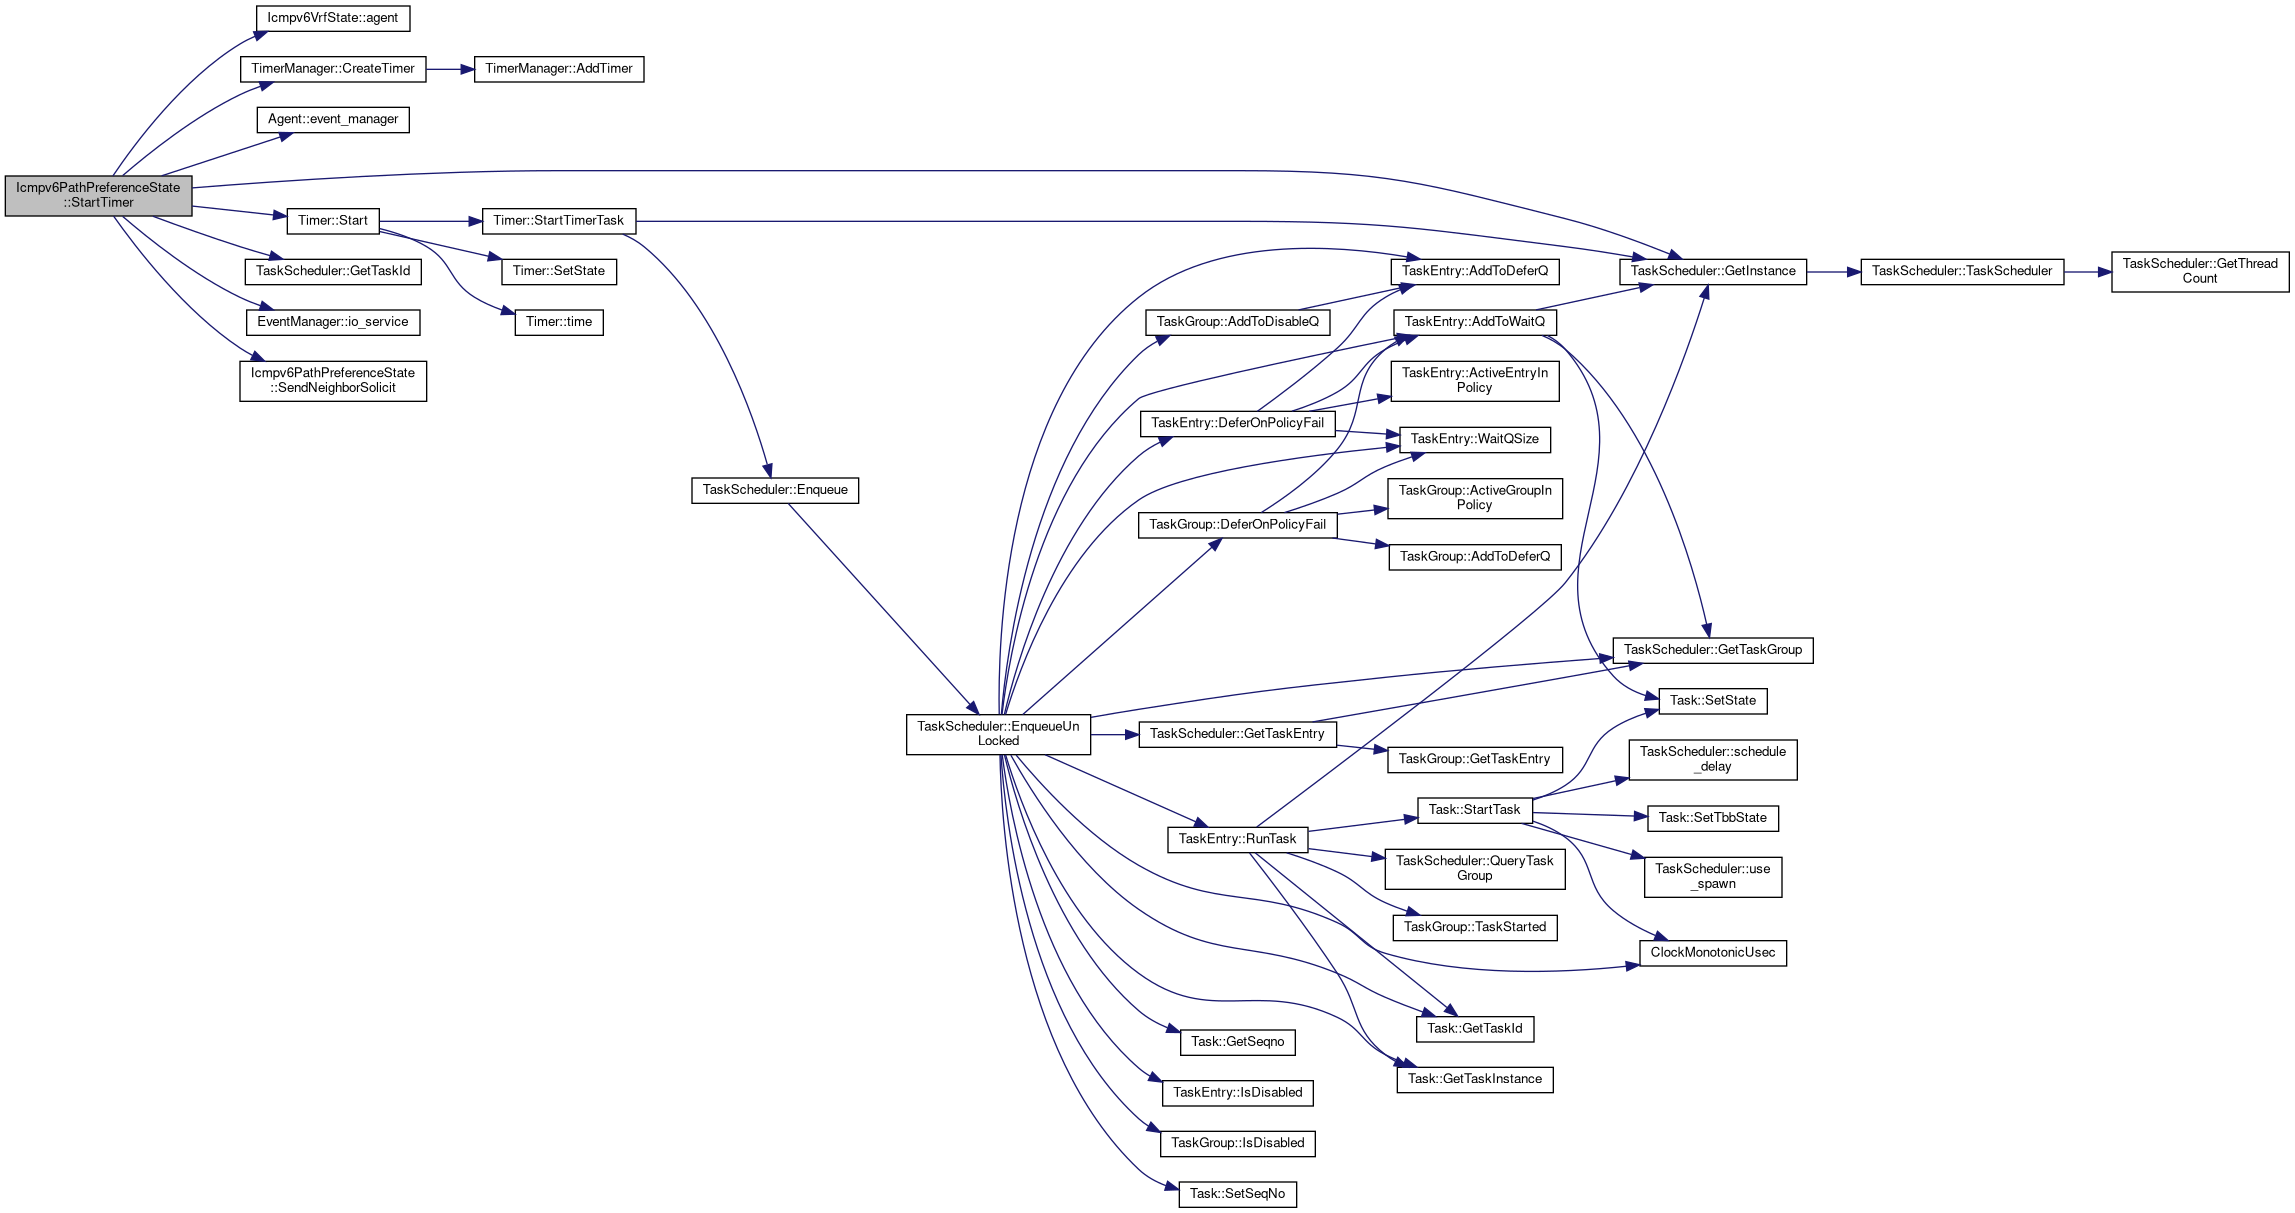 Icmpv6VrfState::agent
TimerManager::CreateTimer
TimerManager::AddTimer
Agent::event_manager
Icmpv6PathPreferenceState
::StartTimer
Timer::Start
Timer::StartTimerTask
TaskScheduler::GetTaskId
Timer::SetState
EventManager::io_service
Timer::time
Icmpv6PathPreferenceState
::SendNeighborSolicit
TaskScheduler::Enqueue
TaskScheduler::EnqueueUn
Locked
TaskEntry::AddToDeferQ
TaskGroup::AddToDisableQ
TaskEntry::AddToWaitQ
TaskEntry::ActiveEntryIn
Policy
TaskEntry::DeferOnPolicyFail
TaskEntry::WaitQSize
TaskGroup::ActiveGroupIn
Policy
TaskGroup::DeferOnPolicyFail
TaskGroup::AddToDeferQ
TaskScheduler::GetInstance
TaskScheduler::TaskScheduler
TaskScheduler::GetThread
Count
TaskScheduler::GetTaskGroup
Task::SetState
TaskScheduler::GetTaskEntry
TaskGroup::GetTaskEntry
TaskScheduler::schedule
_delay
Task::StartTask
Task::SetTbbState
TaskEntry::RunTask
TaskScheduler::QueryTask
Group
TaskScheduler::use
_spawn
TaskGroup::TaskStarted
ClockMonotonicUsec
Task::GetTaskId
Task::GetSeqno
Task::GetTaskInstance
TaskEntry::IsDisabled
TaskGroup::IsDisabled
Task::SetSeqNo